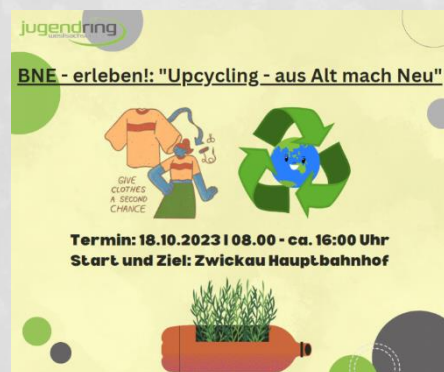 jugendring
BNE - erleben!: "Upcycling - aus Alt mach Neu"
GIVE
CLOTHES
A SECOND
CHANCE
Termin: 18.10.2023 I 08.00 - ca. 16:00 Uhr
Start und Ziel: Zwickau Hauptbahnhof